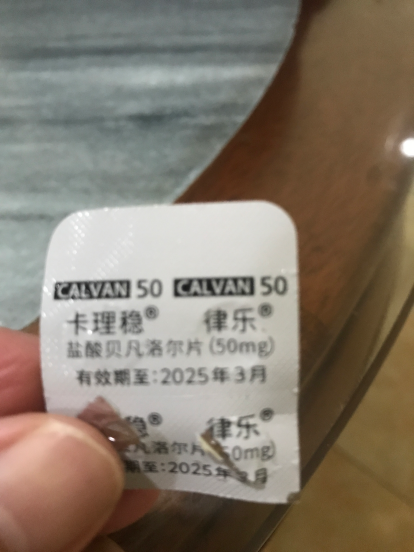 CALVAN 50 CALVAN 50
卡理稳® 律乐®
盐酸贝凡洛尔片 (50mg)
有效期至:2025年3月
稳® 律乐®
凡洛尔片 (50mg)
期至:2025年3月